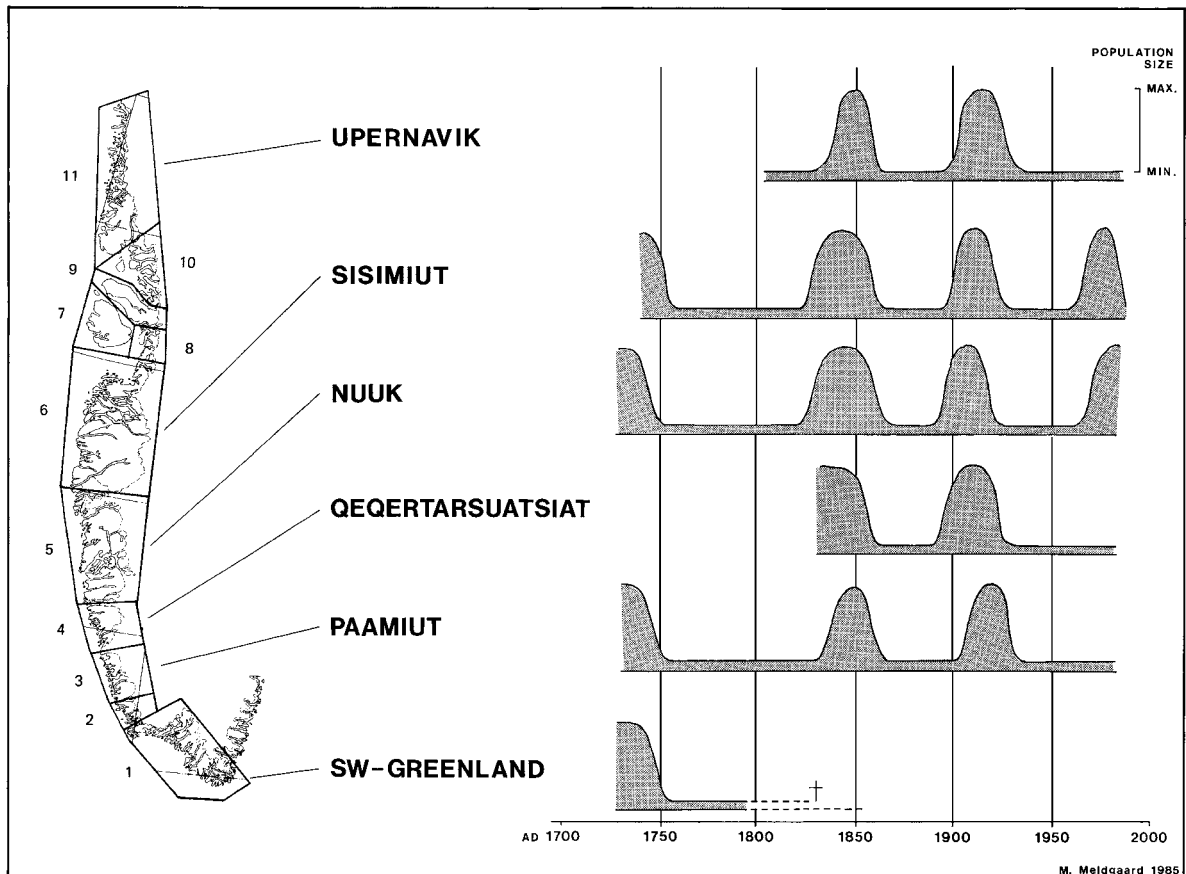 POPULATION
SIZE
MAX.
MIN.
UPERNAVIK
SISIMIUT
NUUK
QEQERTARSUATSIAT
PAAMIUT
SW-GREENLAND
11
9
10
7
8
6
5
4
3
2
1
AD 1700 1750 1800 1850 1900 1950 2000
M. Meldgaard 1985